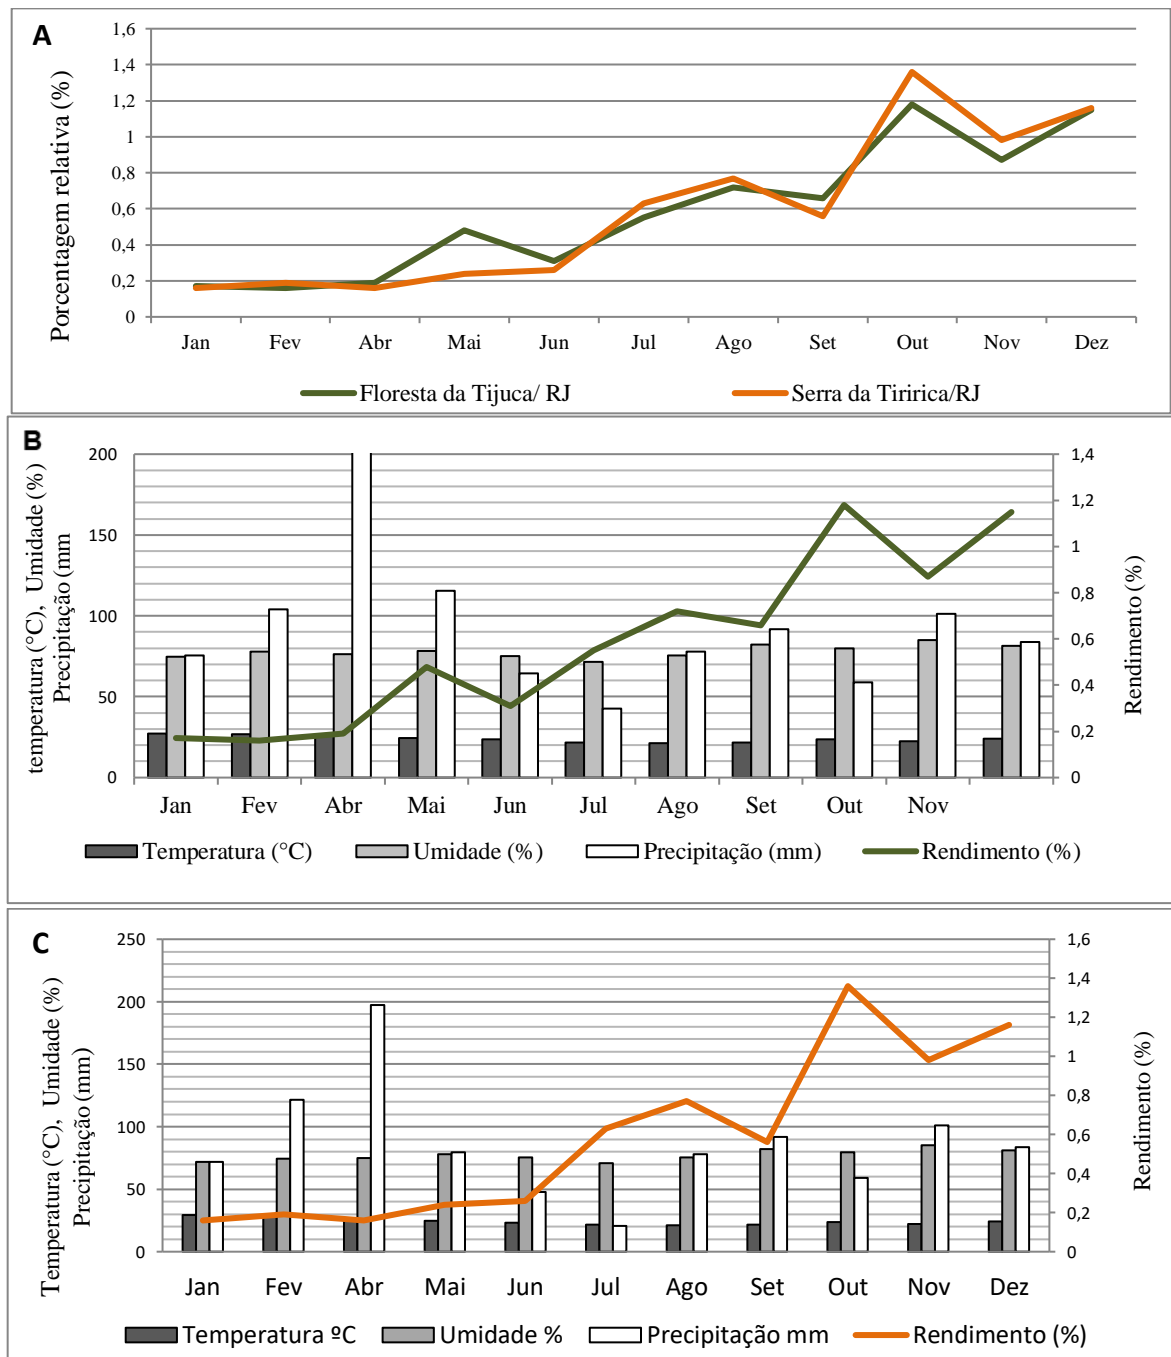 A
Porcentagem relativa (%)
1,6
1,4
1,2
1
0,8
0,6
0,4
0,2
0
Jan Fev Abr Mai Jun Jul Ago Set Out Nov Dez
Floresta da Tijuca/ RJ Serra da Tiririca/RJ
B
temperatura (°C), Umidade (%)
Precipitação (mm
200
150
100
50
0
1,4
1,2
1
0,8
0,6
0,4
0,2
0
Rendimento (%)
Jan Fev Abr Mai Jun Jul Ago Set Out Nov
Temperatura (°C) Umidade (%) Precipitação (mm) Rendimento (%)
C
Temperatura (°C), Umidade (%)
Precipitação (mm)
250
200
150
100
50
0
1,6
1,4
1,2
1
0,8
0,6
0,4
0,2
0
Rendimento (%)
Jan Fev Abr Mai Jun Jul Ago Set Out Nov Dez
Temperatura ºC Umidade % Precipitação mm Rendimento (%)